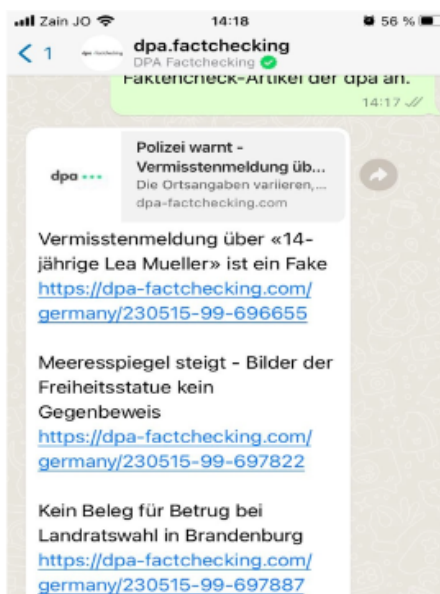 Zain JO 14:18 56 %
1 dpa.factchecking
DPA Factchecking
Faktencheck-Artikel der dpa an.
14:17
Polizei warnt -
Vermisstenmeldung üb...
dpa
Die Ortsangaben variieren,...
dpa-factchecking.com
Vermisstenmeldung über «14-
jährige Lea Mueller» ist ein Fake
https://dpa-factchecking.com/
germany/230515-99-696655
Meeresspiegel steigt - Bilder der
Freiheitsstatue kein
Gegenbeweis
https://dpa-factchecking.com/
germany/230515-99-697822
Kein Beleg für Betrug bei
Landratswahl in Brandenburg
https://dpa-factchecking.com/
germany/230515-99-697887